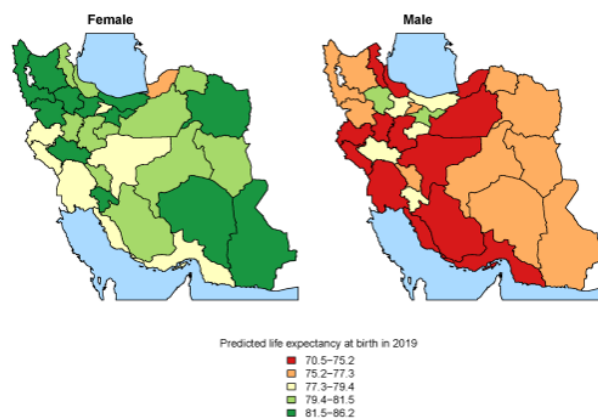 Female
Male
Predicted life expectancy at birth in 2019
70.5–75.2
75.2–77.3
77.3–79.4
79.4–81.5
81.5–86.2